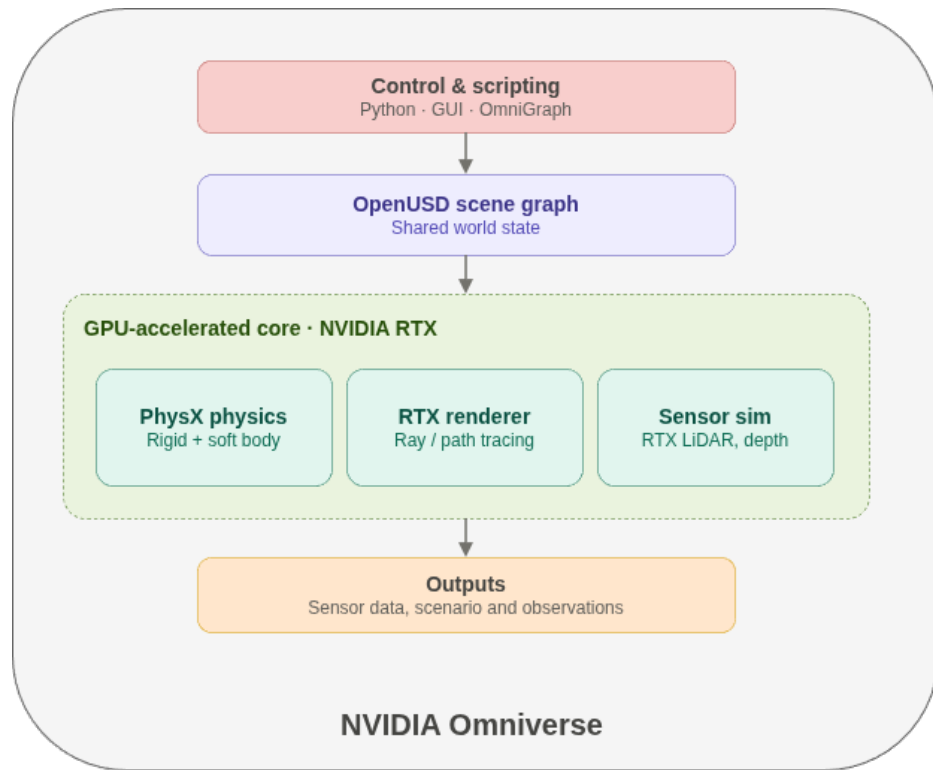 Control & scripting
Python · GUI · OmniGraph
OpenUSD scene graph
Shared world state
GPU-accelerated core · NVIDIA RTX
PhysX physics
Rigid + soft body
RTX renderer
Ray / path tracing
Sensor sim
RTX LiDAR, depth
Outputs
Sensor data, scenario and observations
NVIDIA Omniverse